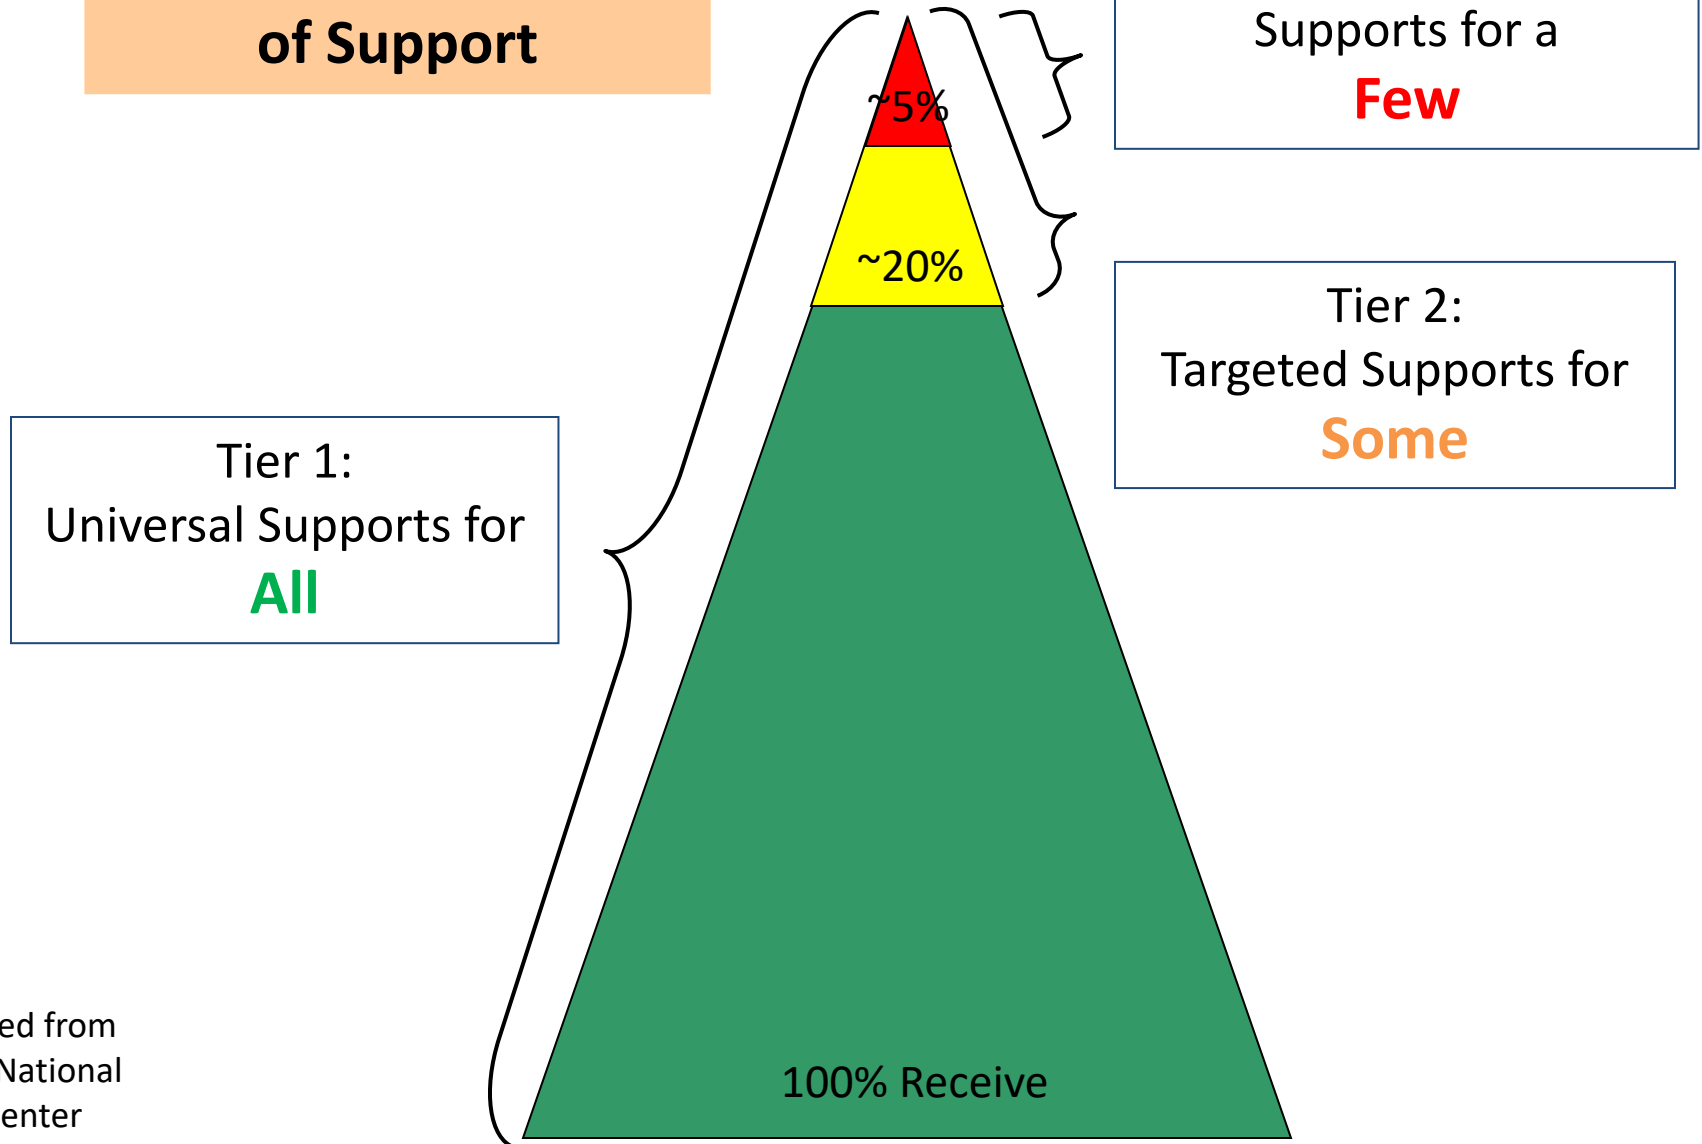 of Support
Supports for a
Few
~5%
~20%
Tier 2:
Targeted Supports for
Some
Tier 1:
Universal Supports for
All
100% Receive
ed from
National
enter